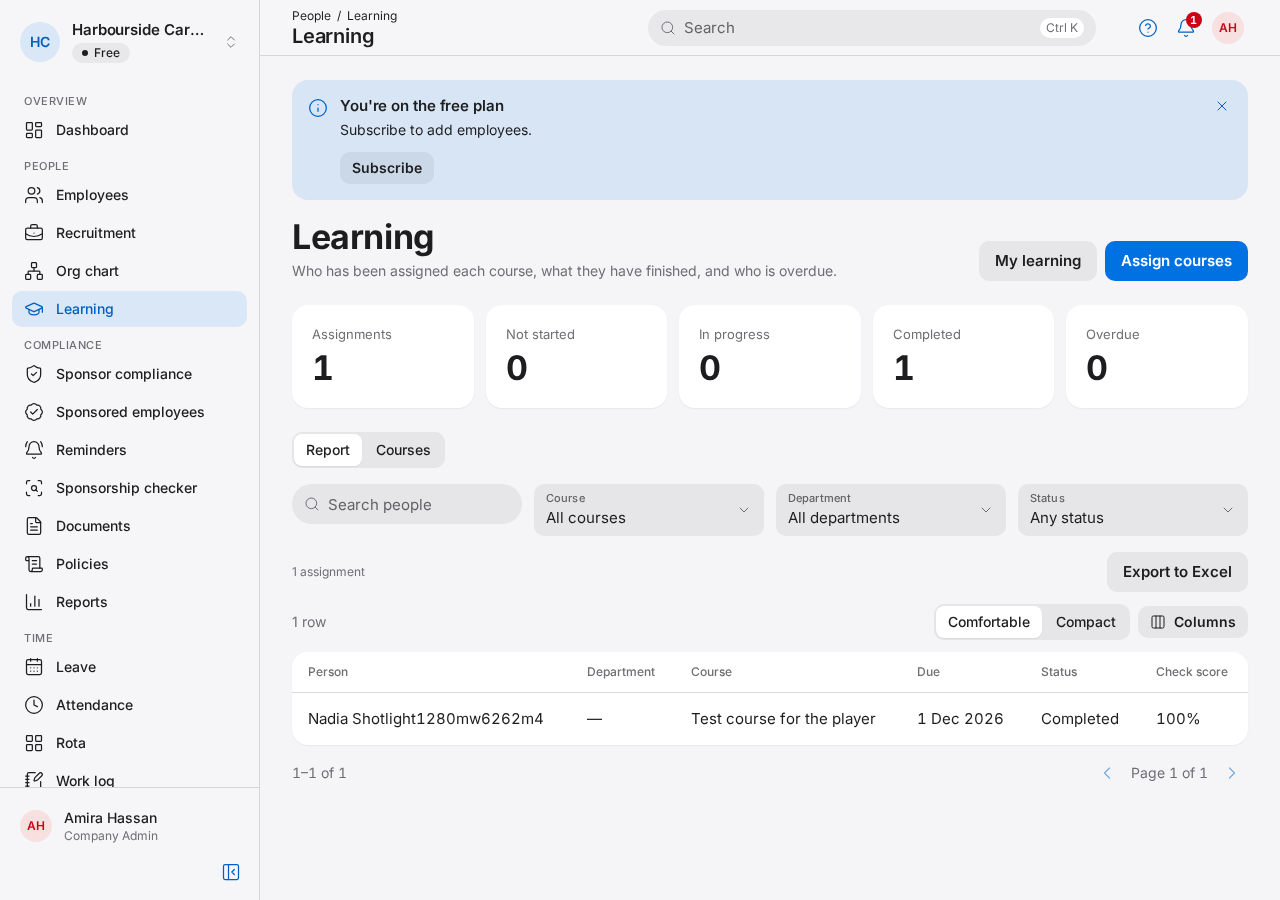 HC
Harbourside Car...
Free
OVERVIEW
Dashboard
PEOPLE
Employees
Recruitment
Org chart
Learning
COMPLIANCE
Sponsor compliance
Sponsored employees
Reminders
Sponsorship checker
Documents
Policies
Reports
TIME
Leave
Attendance
Rota
Work log
AH
Amira Hassan
Company Admin
People / Learning
Learning
Search
Ctrl K
1
AH
You're on the free plan
Subscribe to add employees.
Subscribe
Learning
Who has been assigned each course, what they have finished, and who is overdue.
My learning
Assign courses
Assignments
1
Not started
0
In progress
0
Completed
1
Overdue
0
Report
Courses
Search people
Course
All courses
Department
All departments
Status
Any status
1 assignment
Export to Excel
1 row
Comfortable
Compact
Columns
Person Department Course Due Status Check score
Nadia Shotlight1280mw6262m4 — Test course for the player 1 Dec 2026 Completed 100%
1–1 of 1
Page 1 of 1